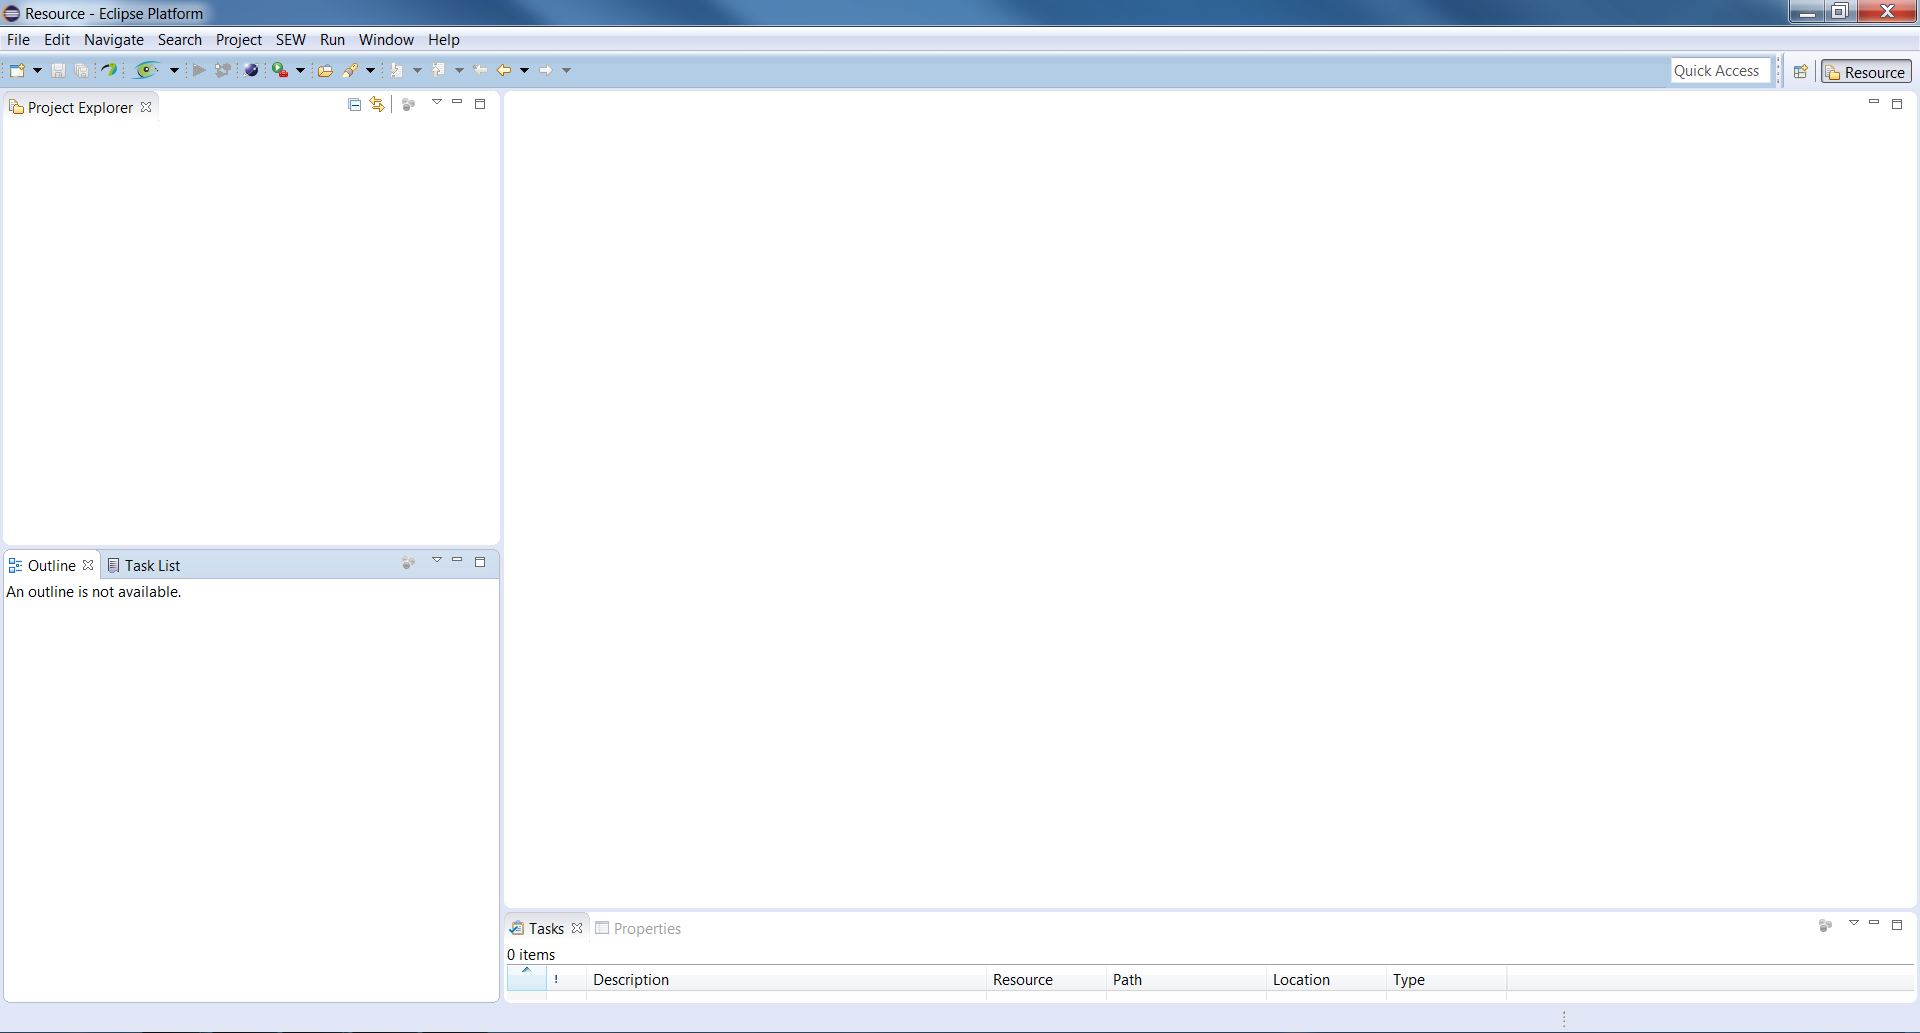 Resource - Eclipse Platform
File Edit Navigate Search Project SEW Run Window Help
Quick Access
Resource
Project Explorer
Outline Task List
An outline is not available.
Tasks Properties
0 items
! Description Resource Path Location Type